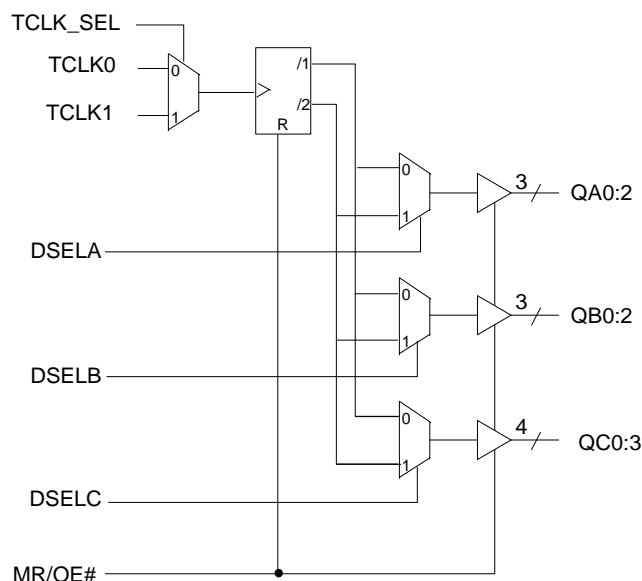 TCLK_SEL
TCLK0
TCLK1
0
1
/1
/2
R
0
1
3
QA0:2
DSELA
0
1
3
QB0:2
DSELB
0
1
4
QC0:3
DSELC
MR/OE#